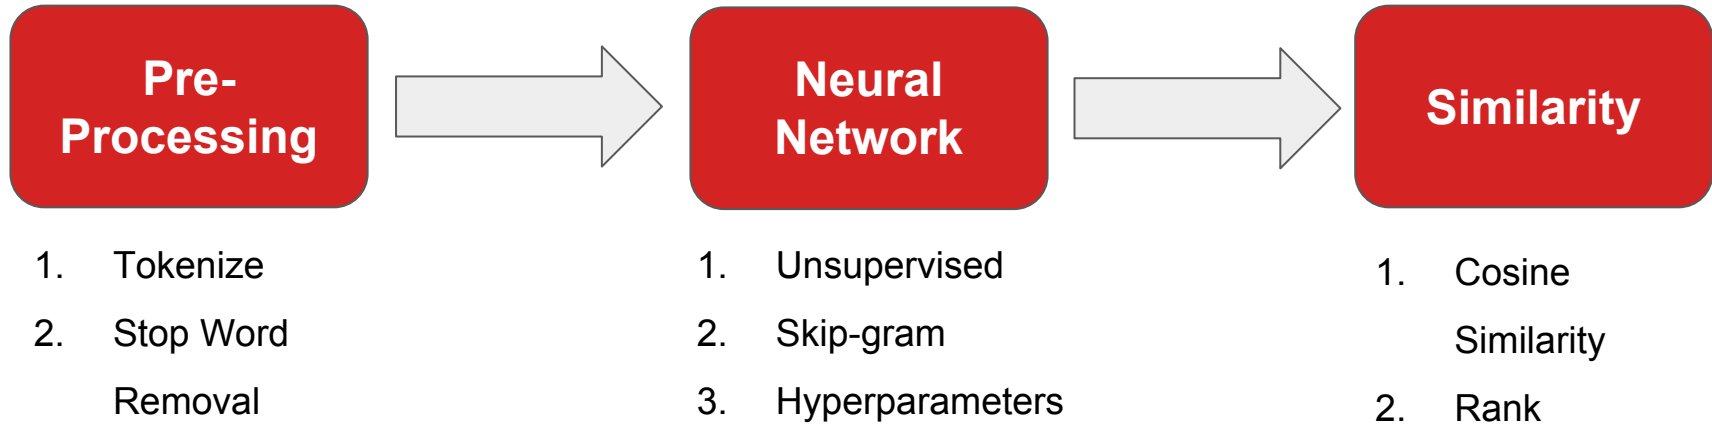 Pre-
Processing
Neural
Network
Similarity
1. Tokenize
2. Stop Word
Removal
1. Unsupervised
2. Skip-gram
3. Hyperparameters
1. Cosine
Similarity
2. Rank